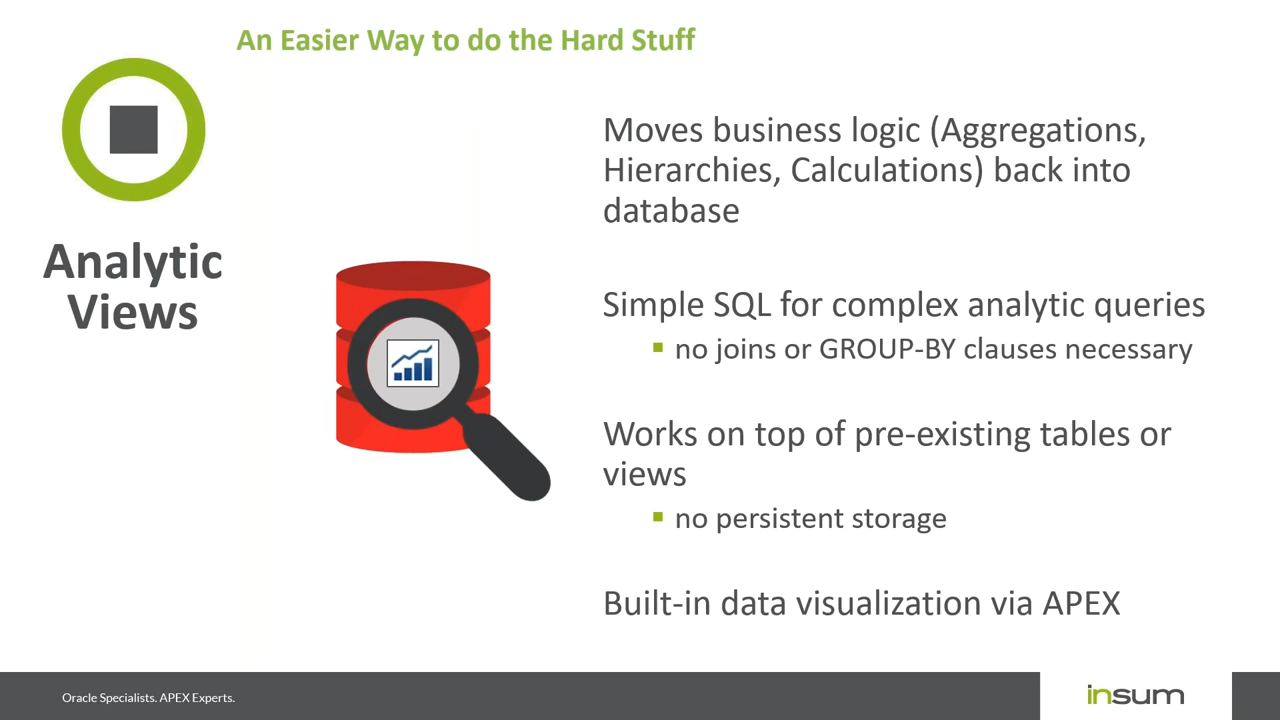 An Easier Way to do the Hard Stuff
Analytic
Views
Moves business logic (Aggregations,
Hierarchies, Calculations) back into
database
Simple SQL for complex analytic queries
no joins or GROUP-BY clauses necessary
Works on top of pre-existing tables or
views
no persistent storage
Built-in data visualization via APEX
Oracle Specialists. APEX Experts.
insum